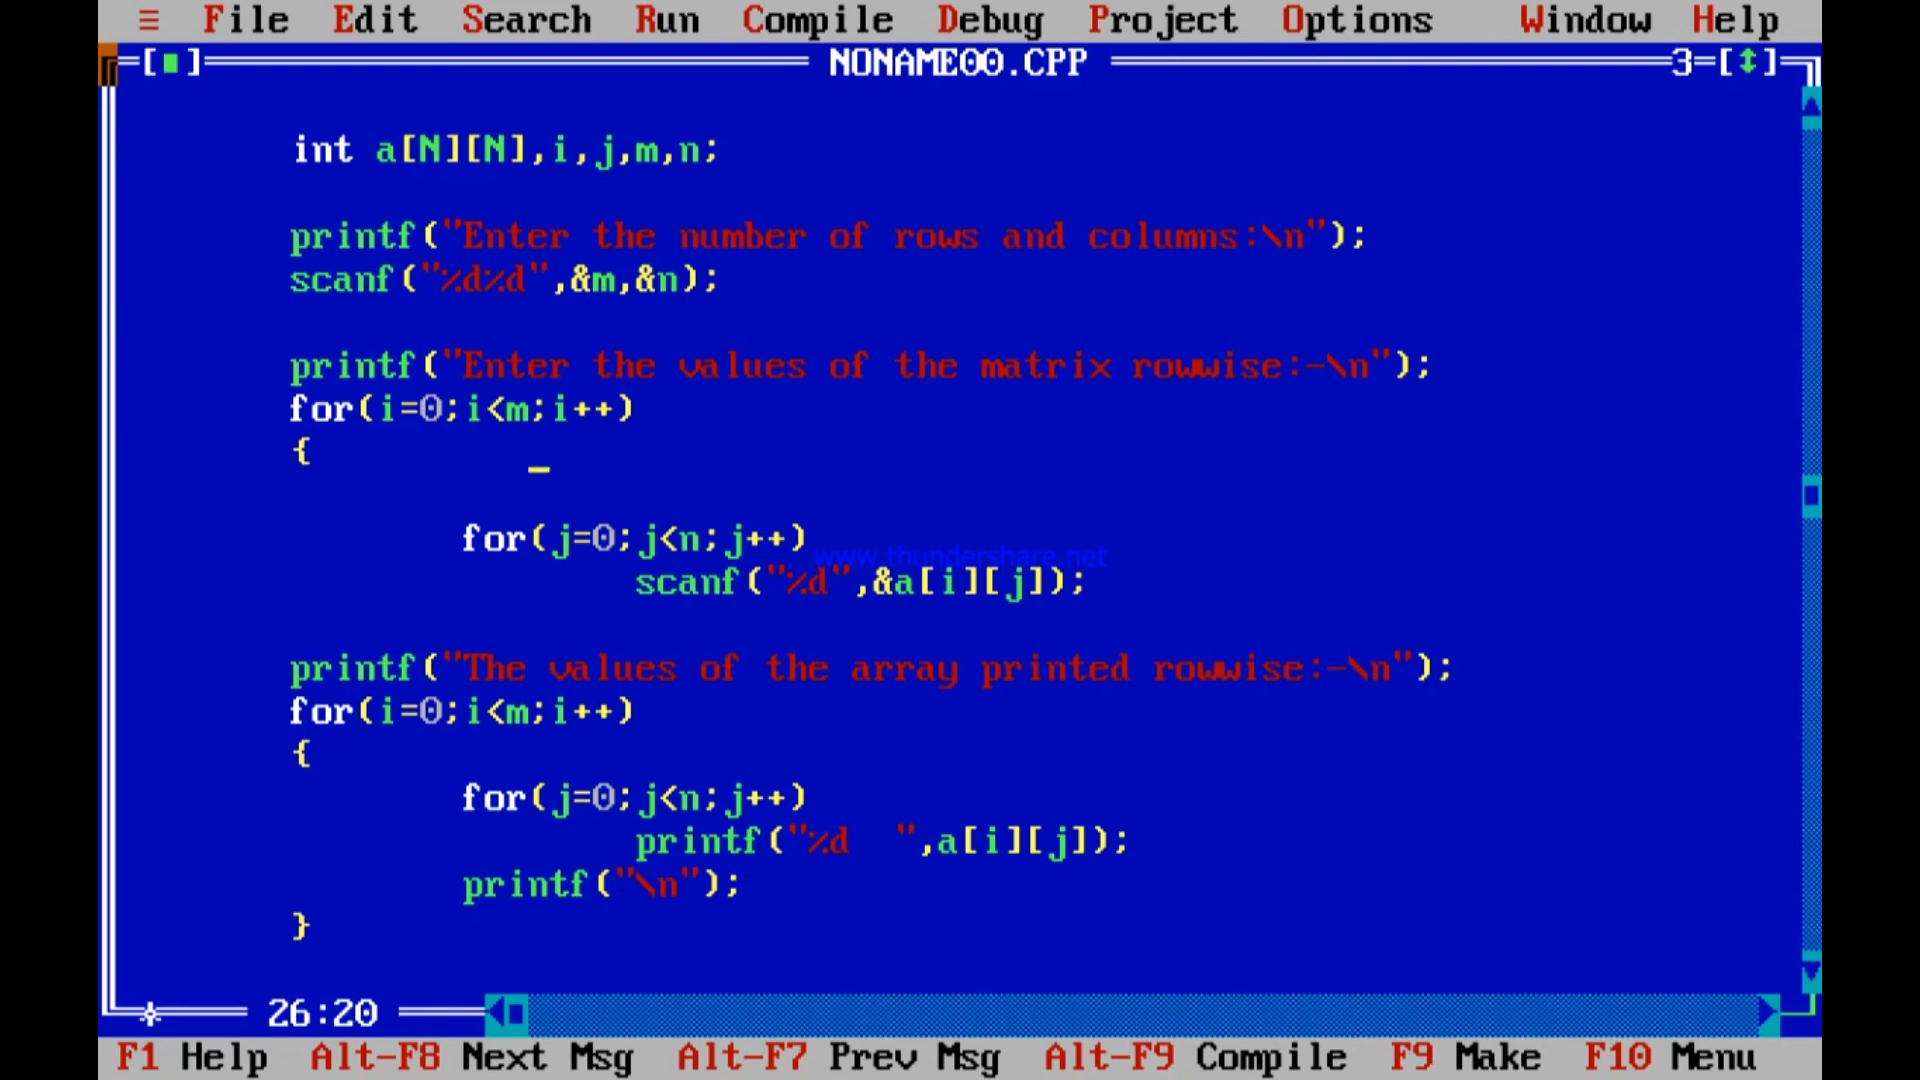 ≡ File Edit Search Run Compile Debug Project Options Window Help
[■] NONAME00.CPP 3=[↕]
int a[N][N],i,j,m,n;
printf("Enter the number of rows and columns:\n");
scanf("%d%d",&m,&n);
printf("Enter the values of the matrix rowwise:-\n");
for(i=0;i<m;i++)
{
for(j=0;j<n;j++)
www.thundershare.net
scanf("%d",&a[i][j]);
printf("The values of the array printed rowwise:-\n");
for(i=0;i<m;i++)
{
for(j=0;j<n;j++)
printf("%d  ",a[i][j]);
printf("\n");
}
26:20
F1 Help Alt-F8 Next Msg Alt-F7 Prev Msg Alt-F9 Compile F9 Make F10 Menu